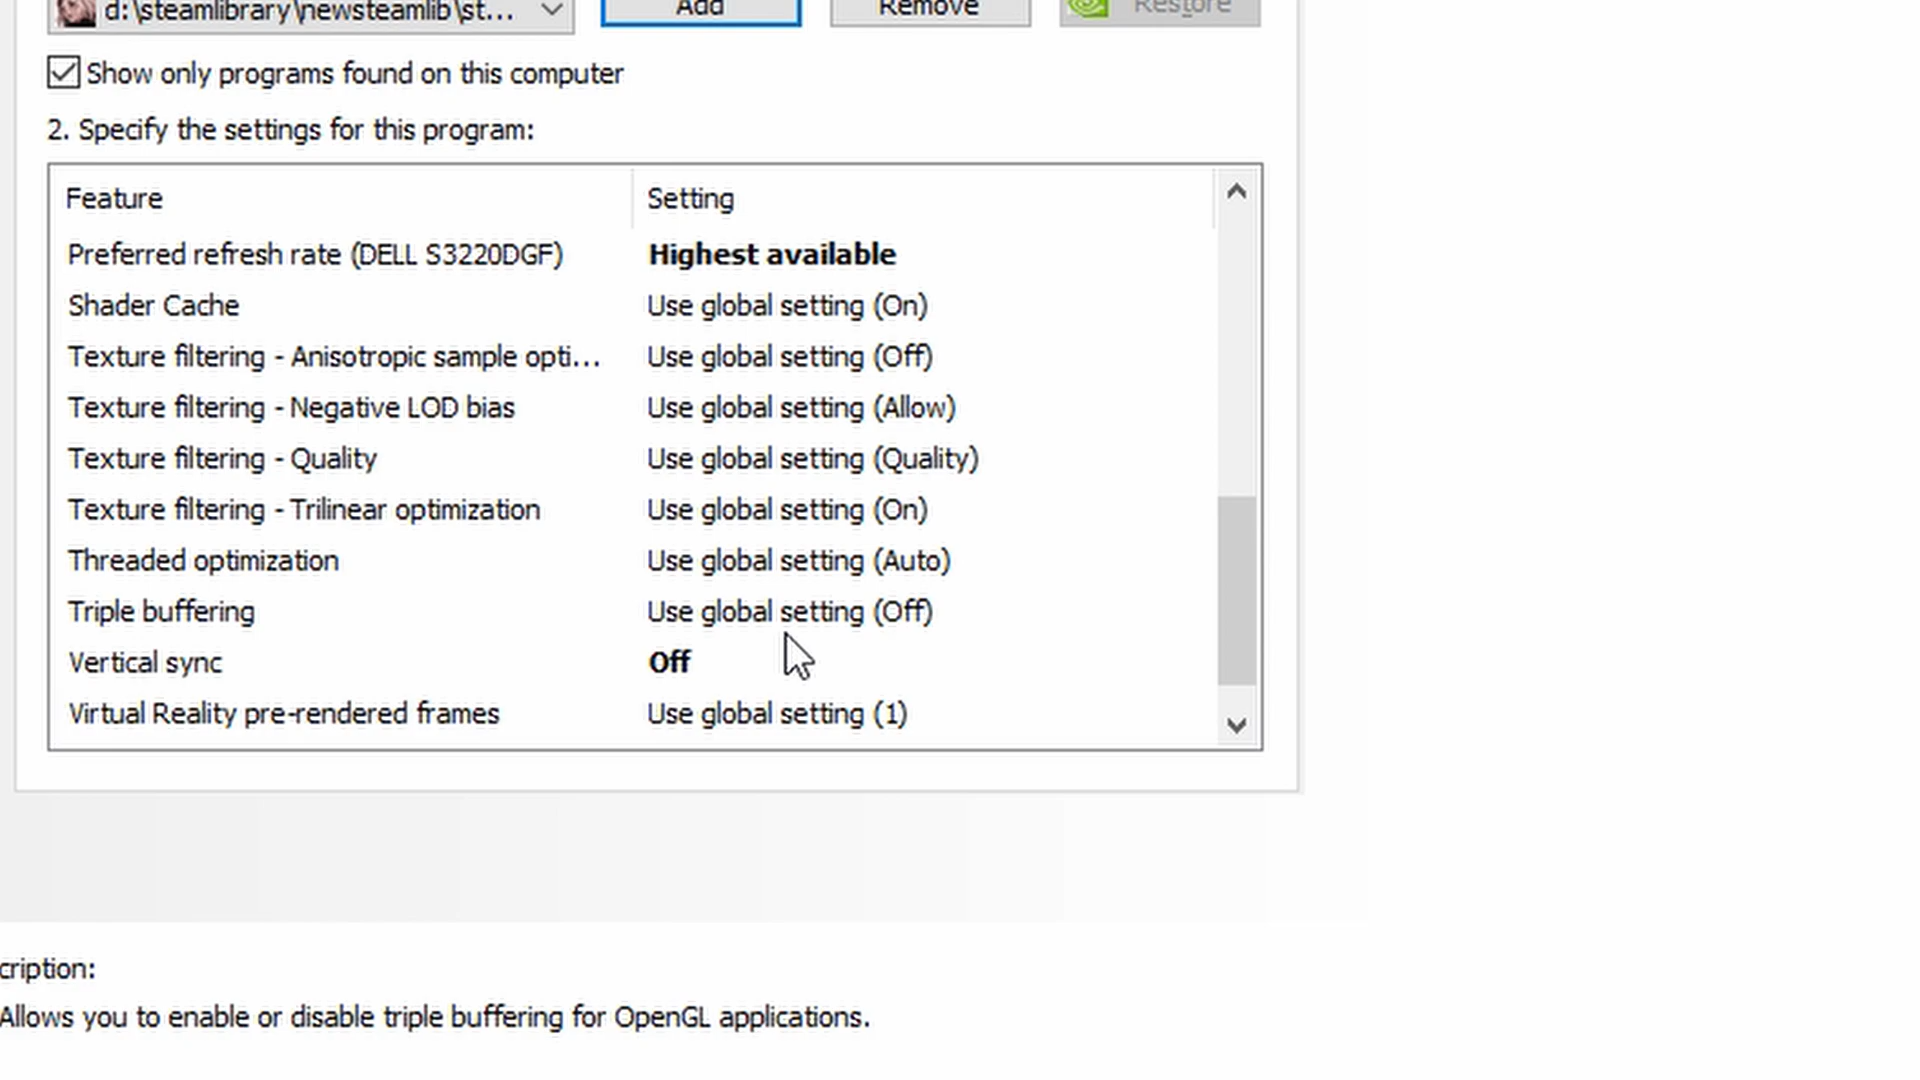 d:\steamlibrary\newsteamlib\st...
Add
Remove
Restore
Show only programs found on this computer
2. Specify the settings for this program:
Feature Setting
Preferred refresh rate (DELL S3220DGF) Highest available
Shader Cache Use global setting (On)
Texture filtering - Anisotropic sample opti... Use global setting (Off)
Texture filtering - Negative LOD bias Use global setting (Allow)
Texture filtering - Quality Use global setting (Quality)
Texture filtering - Trilinear optimization Use global setting (On)
Threaded optimization Use global setting (Auto)
Triple buffering Use global setting (Off)
Vertical sync Off
Virtual Reality pre-rendered frames Use global setting (1)
cription:
Allows you to enable or disable triple buffering for OpenGL applications.